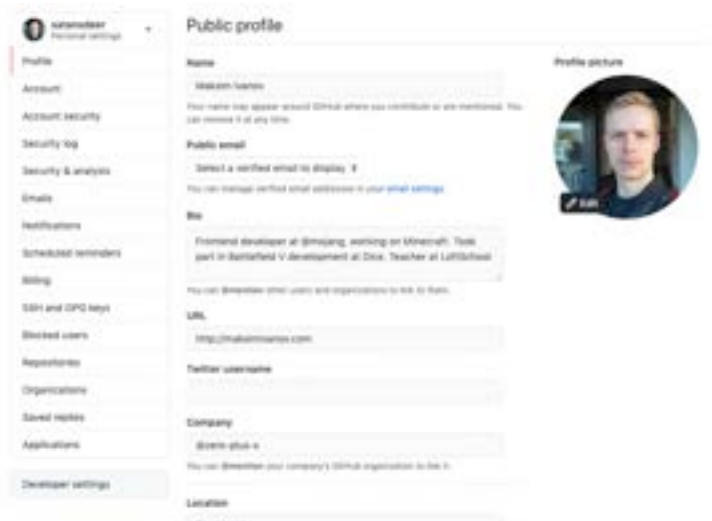 Personal settings
Profile
Account
Account security
Security log
Security & analysis
Emails
Notifications
Scheduled reminders
Billing
SSH and GPG keys
Blocked users
Repositories
Organizations
Saved replies
Applications
Developer settings
Public profile
Name
Maksim Ivanov
Your name may appear around GitHub where you contribute or are mentioned. You
can remove it at any time.
Public email
Select a verified email to display
You can manage verified email addresses in your email settings.
Bio
Frontend developer at @mojang, working on Minecraft. Took
part in Battlefield V development at Dice. Teacher at LoftSchool
You can @mention other users and organizations to link to them.
URL
Twitter username
Company
You can @mention your company's GitHub organization to link it.
Location
Profile picture
Edit